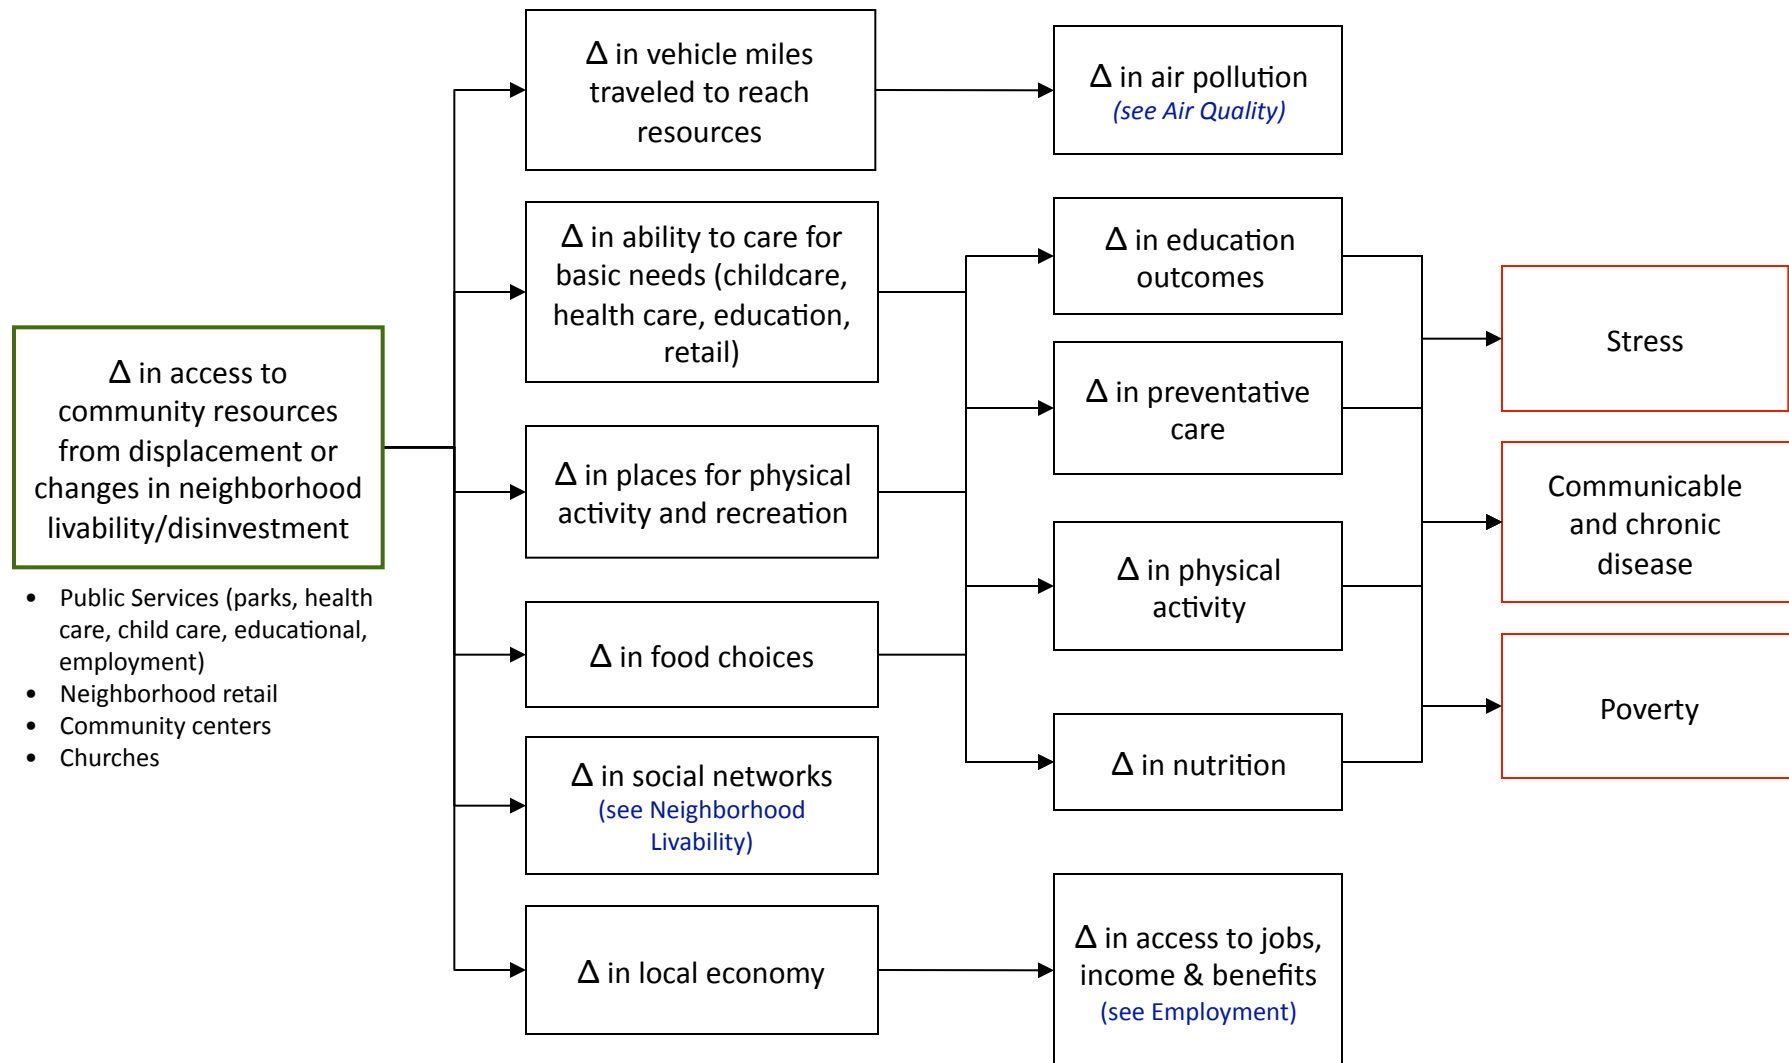 Δ in access to
community resources
from displacement or
changes in neighborhood
livability/disinvestment
• Public Services (parks, health
care, child care, educational,
employment)
• Neighborhood retail
• Community centers
• Churches
Δ in vehicle miles
traveled to reach
resources
Δ in ability to care for
basic needs (childcare,
health care, education,
retail)
Δ in places for physical
activity and recreation
Δ in food choices
Δ in social networks
(see Neighborhood
Livability)
Δ in local economy
Δ in air pollution
(see Air Quality)
Δ in education
outcomes
Δ in preventative
care
Δ in physical
activity
Δ in nutrition
Δ in access to jobs,
income & benefits
(see Employment)
Stress
Communicable
and chronic
disease
Poverty